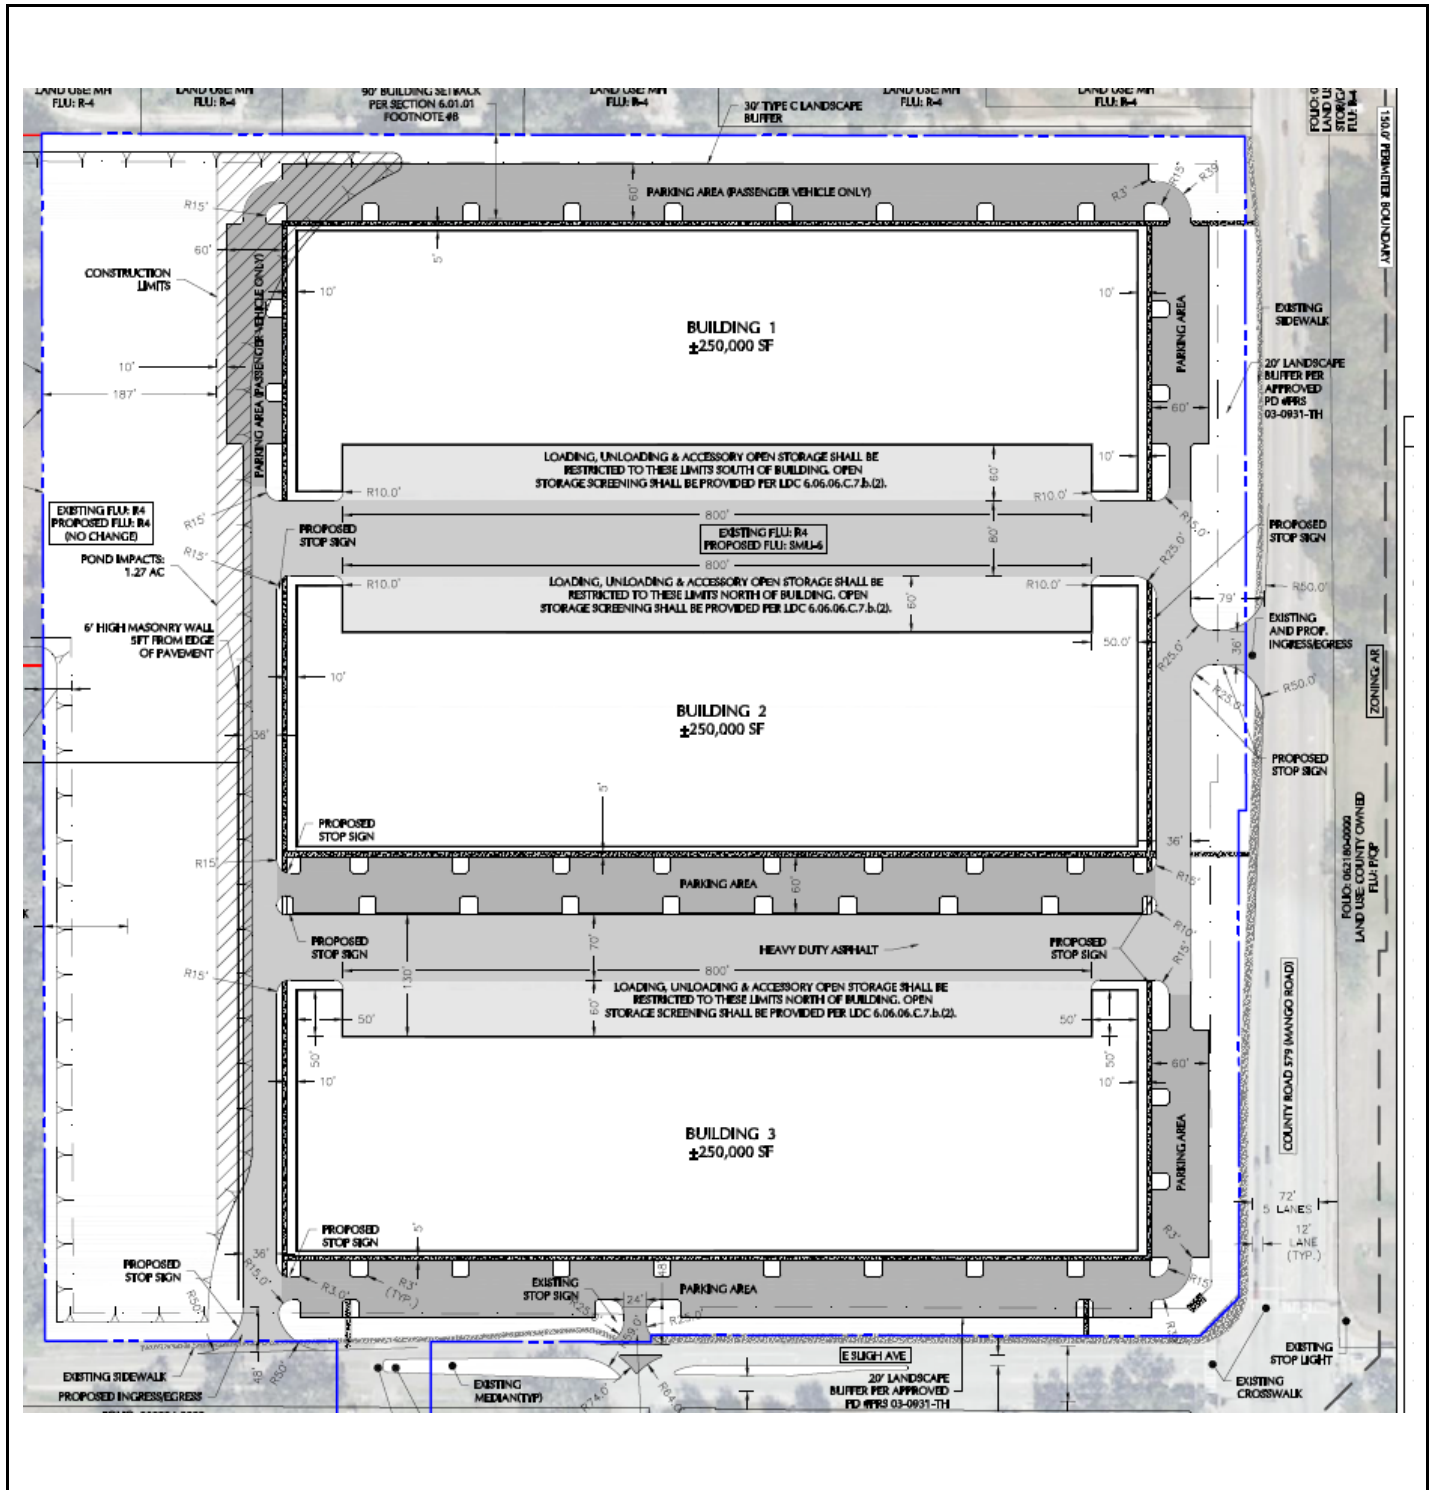 LAND USE: MH
FLU: R-4
LAND USE: MH
FLU: R-4
90' BUILDING SETBACK
PER SECTION 6.01.01
FOOTNOTE #8
LAND USE: MH
FLU: R-4
30' TYPE C LANDSCAPE
BUFFER
LAND USE: MH
FLU: R-4
LAND USE: MH
FLU: R-4
150.0' PERIMETER BOUNDARY
PARKING AREA (PASSENGER VEHICLE ONLY)
60'
R3'
R15'
R39'
R15'
60'
5'
CONSTRUCTION
LIMITS
PARKING AREA (PASSENGER VEHICLE ONLY)
10'
10'
BUILDING 1
±250,000 SF
PARKING AREA
EXISTING
SIDEWALK
10'
187'
60'
20' LANDSCAPE
BUFFER PER
APPROVED
PD #PRS
03-0931-TH
LOADING, UNLOADING & ACCESSORY OPEN STORAGE SHALL BE
RESTRICTED TO THESE LIMITS SOUTH OF BUILDING. OPEN
STORAGE SCREENING SHALL BE PROVIDED PER LDC 6.06.06.C.7.b.(2).
60'
10'
R10.0'
R10.0'
EXISTING FLU: R4
PROPOSED FLU: R4
(NO CHANGE)
R15'
800'
R15.0'
PROPOSED
STOP SIGN
EXISTING FLU: R4
PROPOSED FLU: SMU-6
80'
PROPOSED
STOP SIGN
POND IMPACTS:
1.27 AC
R15'
800'
R25.0'
R10.0'
LOADING, UNLOADING & ACCESSORY OPEN STORAGE SHALL BE
RESTRICTED TO THESE LIMITS NORTH OF BUILDING. OPEN
STORAGE SCREENING SHALL BE PROVIDED PER LDC 6.06.06.C.7.b.(2).
60'
R10.0'
R50.0'
79'
6' HIGH MASONRY WALL
5FT FROM EDGE
OF PAVEMENT
50.0'
R25.0'
36'
EXISTING
AND PROP.
INGRESS/EGRESS
10'
R25.0'
R50.0'
ZONING: AR
BUILDING 2
±250,000 SF
36'
PROPOSED
STOP SIGN
5'
PROPOSED
STOP SIGN
36'
R15'
R15'
PARKING AREA
60'
FOLIO: 062180-0000
LAND USE: COUNTY OWNED
FLU: P/QP
R10'
PROPOSED
STOP SIGN
130'
70'
HEAVY DUTY ASPHALT
PROPOSED
STOP SIGN
R15'
R15'
800'
LOADING, UNLOADING & ACCESSORY OPEN STORAGE SHALL BE
RESTRICTED TO THESE LIMITS NORTH OF BUILDING. OPEN
STORAGE SCREENING SHALL BE PROVIDED PER LDC 6.06.06.C.7.b.(2).
50'
60'
50'
50'
50'
60'
10'
10'
COUNTY ROAD 579 (MANGO ROAD)
BUILDING 3
±250,000 SF
PARKING AREA
72'
5 LANES
12'
LANE
(TYP.)
PROPOSED
STOP SIGN
5'
R3'
36'
PROPOSED
STOP SIGN
R15.0'
R3.0'
R3'
(TYP.)
EXISTING
STOP SIGN
48'
PARKING AREA
R15'
24'
R50'
R25.0'
R25.0'
EXISTING SIDEWALK
PROPOSED INGRESS/EGRESS
48'
R50'
EXISTING
MEDIAN(TYP)
R74.0'
E SLIGH AVE
20' LANDSCAPE
BUFFER PER APPROVED
PD #PRS 03-0931-TH
EXISTING
STOP LIGHT
EXISTING
CROSSWALK